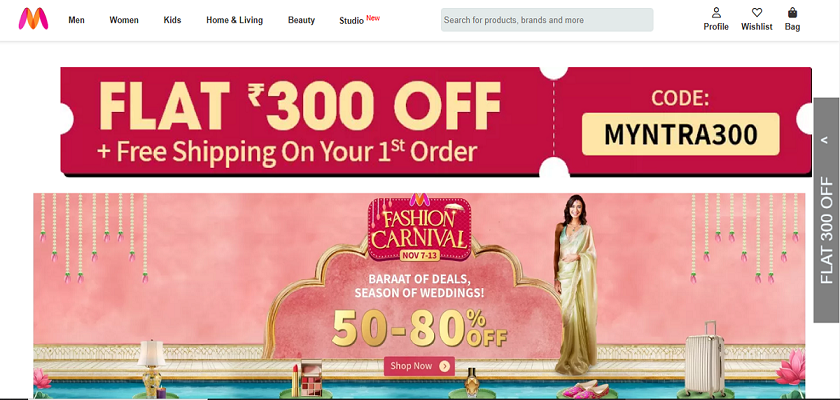 Men Women Kids Home & Living Beauty Studio New
Search for products, brands and more
Profile Wishlist Bag
FLAT ₹300 OFF
+ Free Shipping On Your 1St Order
CODE:
MYNTRA300
FLAT 300 OFF >
FASHION
CARNIVAL
NOV 7-13
BARAAT OF DEALS,
SEASON OF WEDDINGS!
50-80% OFF
Shop Now >